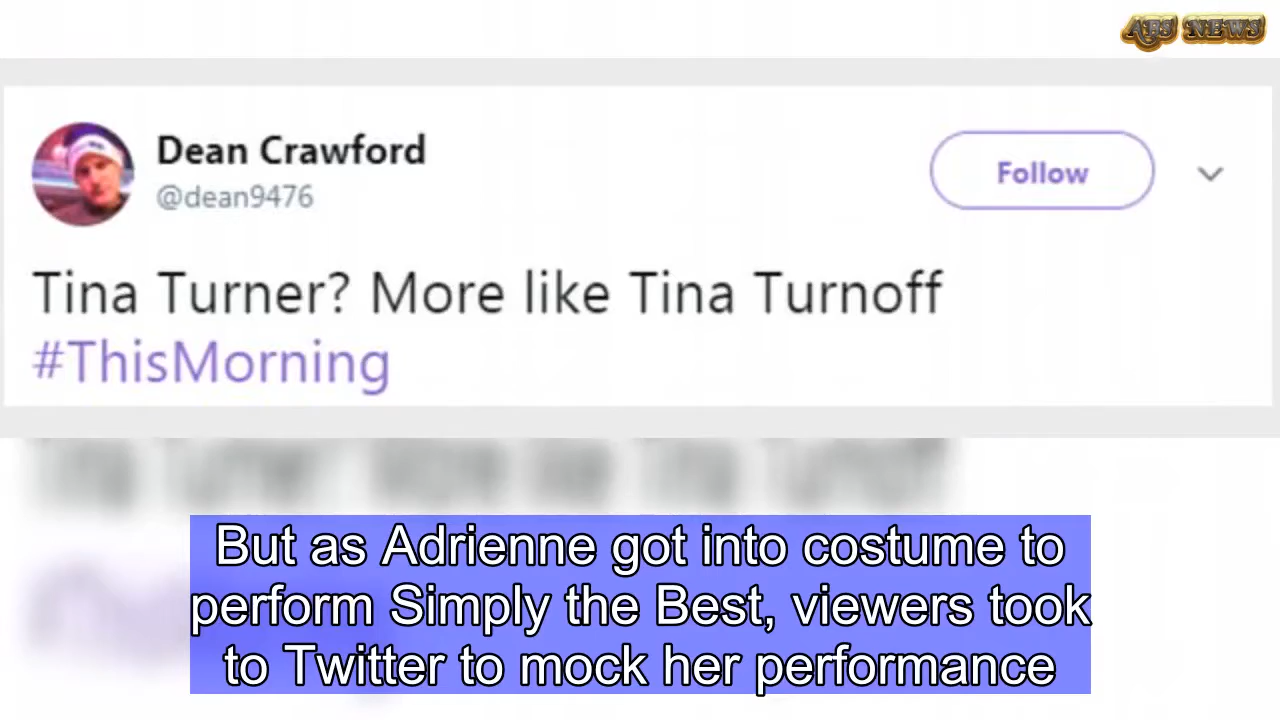 ABS NEWS
Dean Crawford
@dean9476
Follow
Tina Turner? More like Tina Turnoff
#ThisMorning
But as Adrienne got into costume to
perform Simply the Best, viewers took
to Twitter to mock her performance